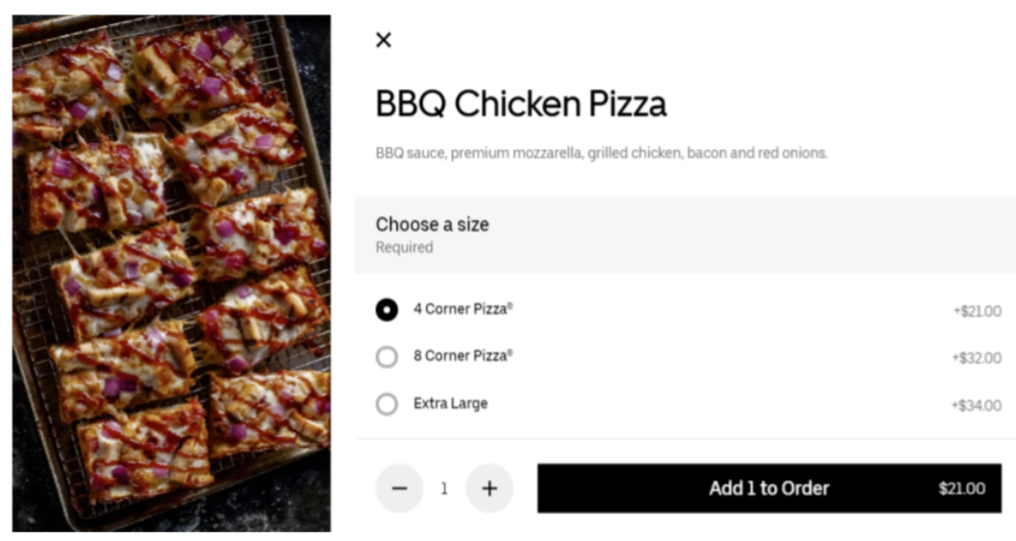 BBQ Chicken Pizza
BBQ sauce, premium mozzarella, grilled chicken, bacon and red onions.
Choose a size
Required
4 Corner Pizza® +$21.00
8 Corner Pizza® +$32.00
Extra Large +$34.00
1
Add 1 to Order $21.00